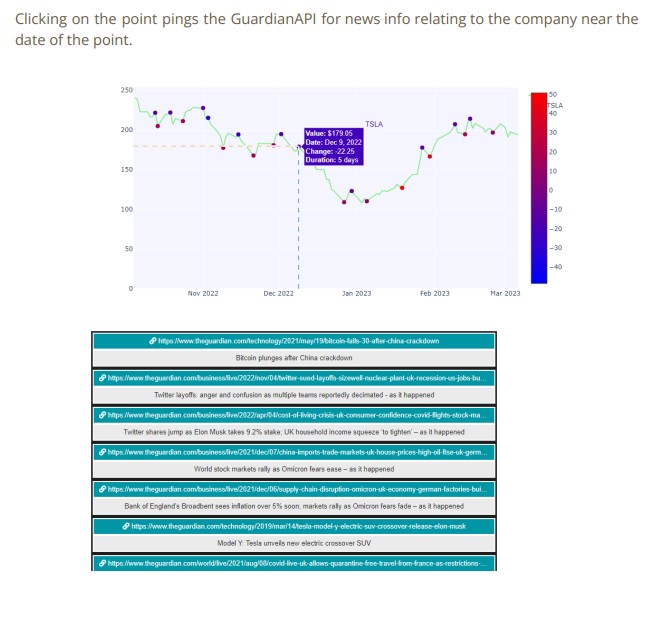 Clicking on the point pings the GuardianAPI for news info relating to the company near the
date of the point.
250
200
150
100
50
0
Nov 2022
Dec 2022
Jan 2023
Feb 2023
Mar 2023
TSLA
Value: $179.05
Date: Dec 9, 2022
Change: -22.25
Duration: 5 days
50
TSLA
40
30
20
10
0
−10
−20
−30
−40
https://www.theguardian.com/technology/2021/may/19/bitcoin-falls-30-after-china-crackdown
Bitcoin plunges after China crackdown
https://www.theguardian.com/business/live/2022/nov/04/twitter-sued-layoffs-sizewell-nuclear-plant-uk-recession-us-jobs-bu...
Twitter layoffs: anger and confusion as multiple teams reportedly decimated - as it happened
https://www.theguardian.com/business/live/2022/apr/04/cost-of-living-crisis-uk-consumer-confidence-covid-flights-stock-ma...
Twitter shares jump as Elon Musk takes 9.2% stake; UK household income squeeze 'to tighten' – as it happened
https://www.theguardian.com/business/live/2021/dec/07/china-imports-trade-markets-uk-house-prices-high-oil-ftse-uk-germ...
World stock markets rally as Omicron fears ease – as it happened
https://www.theguardian.com/business/live/2021/dec/06/supply-chain-disruption-omicron-uk-economy-german-factories-bui...
Bank of England's Broadbent sees inflation over 5% soon; markets rally as Omicron fears fade – as it happened
https://www.theguardian.com/technology/2019/mar/14/tesla-model-y-electric-suv-crossover-release-elon-musk
Model Y: Tesla unveils new electric crossover SUV
https://www.theguardian.com/world/live/2021/aug/08/covid-live-uk-allows-quarantine-free-travel-from-france-as-restrictions-...